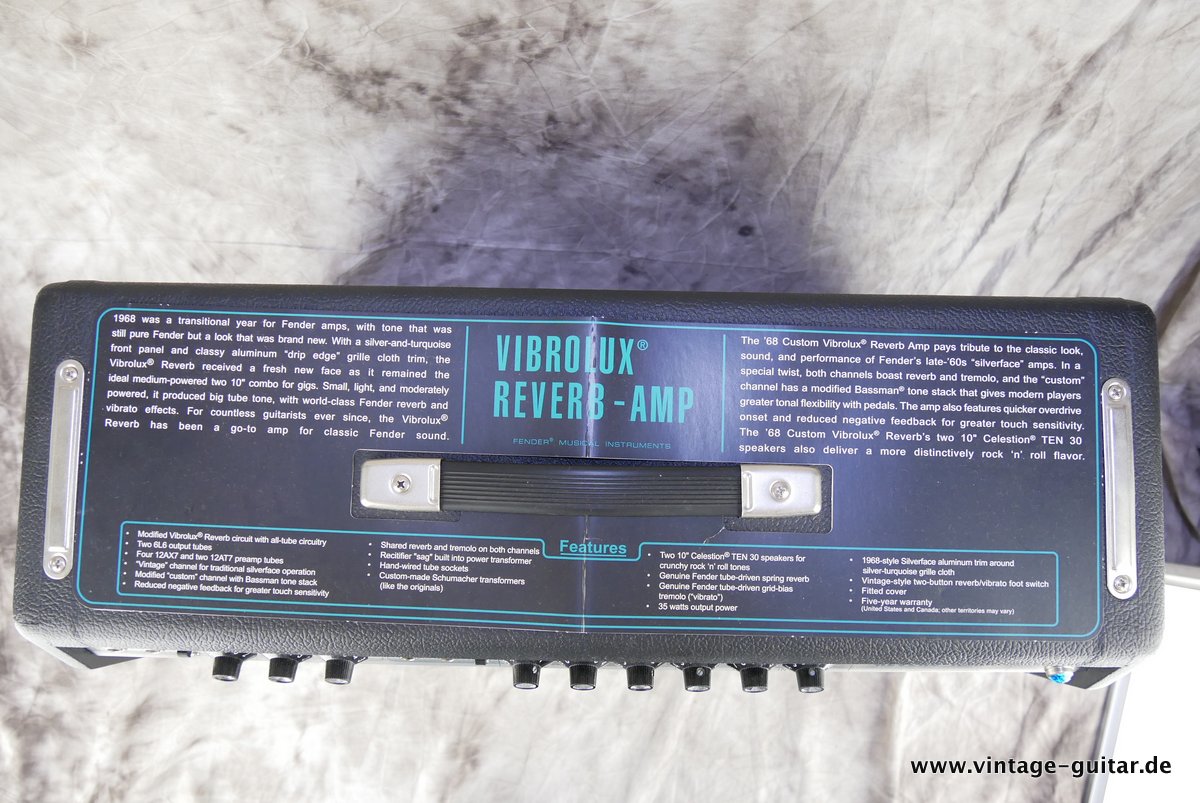 1968 was a transitional year for Fender amps, with tone that was
still pure Fender but a look that was brand new. With a silver-and-turquoise
front panel and classy aluminum "drip edge" grille cloth trim, the
Vibrolux® Reverb received a fresh new face as it remained the
ideal medium-powered two 10" combo for gigs. Small, light, and moderately
powered, it produced big tube tone, with world-class Fender reverb and
vibrato effects. For countless guitarists ever since, the Vibrolux®
Reverb has been a go-to amp for classic Fender sound.
VIBROLUX®
REVERB-AMP
FENDER® MUSICAL INSTRUMENTS
The '68 Custom Vibrolux® Reverb Amp pays tribute to the classic look,
sound, and performance of Fender's late-'60s "silverface" amps. In a
special twist, both channels boast reverb and tremolo, and the "custom"
channel has a modified Bassman® tone stack that gives modern players
greater tonal flexibility with pedals. The amp also features quicker overdrive
onset and reduced negative feedback for greater touch sensitivity.
The '68 Custom Vibrolux® Reverb's two 10" Celestion® TEN 30
speakers also deliver a more distinctively rock 'n' roll flavor.
Features
• Modified Vibrolux® Reverb circuit with all-tube circuitry
• Two 6L6 output tubes
• Four 12AX7 and two 12AT7 preamp tubes
• "Vintage" channel for traditional silverface operation
• Modified "custom" channel with Bassman tone stack
• Reduced negative feedback for greater touch sensitivity
• Shared reverb and tremolo on both channels
• Rectifier "sag" built into power transformer
• Hand-wired tube sockets
• Custom-made Schumacher transformers
(like the originals)
• Two 10" Celestion® TEN 30 speakers for
crunchy rock 'n' roll tones
• Genuine Fender tube-driven spring reverb
• Genuine Fender tube-driven grid-bias
tremolo ("vibrato")
• 35 watts output power
• 1968-style Silverface aluminum trim around
silver-turquoise grille cloth
• Vintage-style two-button reverb/vibrato foot switch
• Fitted cover
• Five-year warranty
(United States and Canada; other territories may vary)
www.vintage-guitar.de